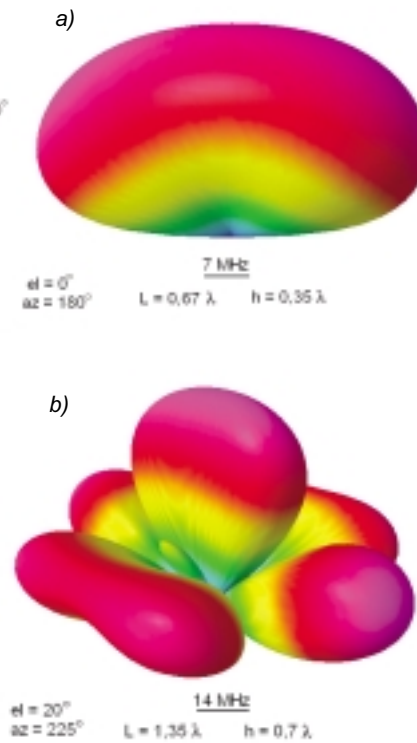 a)
7 MHz
el = 0°
az = 180° L = 0,67 λ h = 0,35 λ
b)
14 MHz
el = 20°
az = 225° L = 1,35 λ h = 0,7 λ